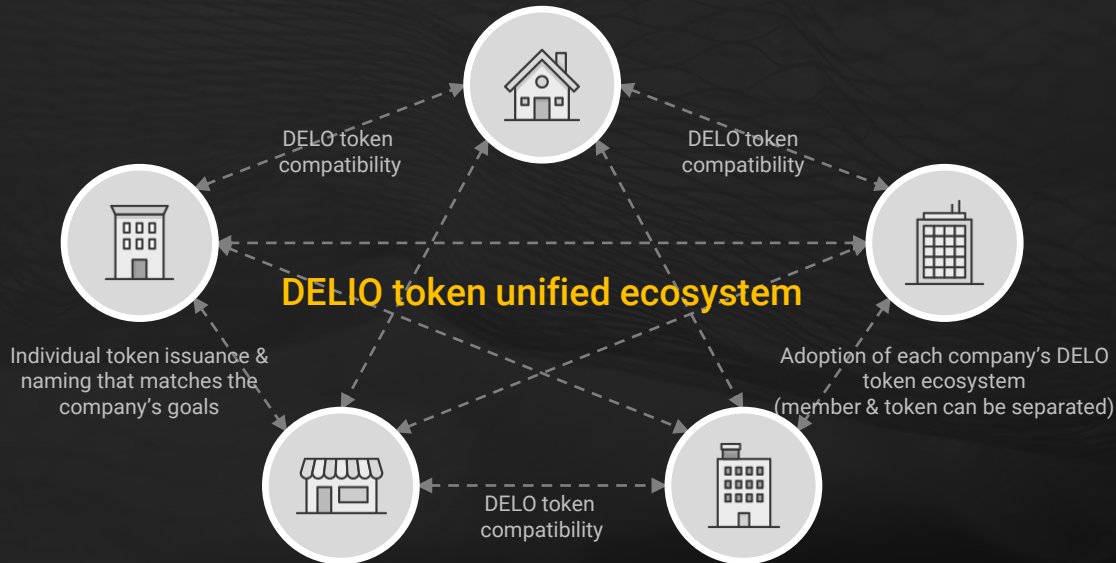 DELO token
compatibility
DELO token
compatibility
DELIO token unified ecosystem
Individual token issuance &
naming that matches the
company's goals
Adoption of each company's DELO
token ecosystem
(member & token can be separated)
DELO token
compatibility